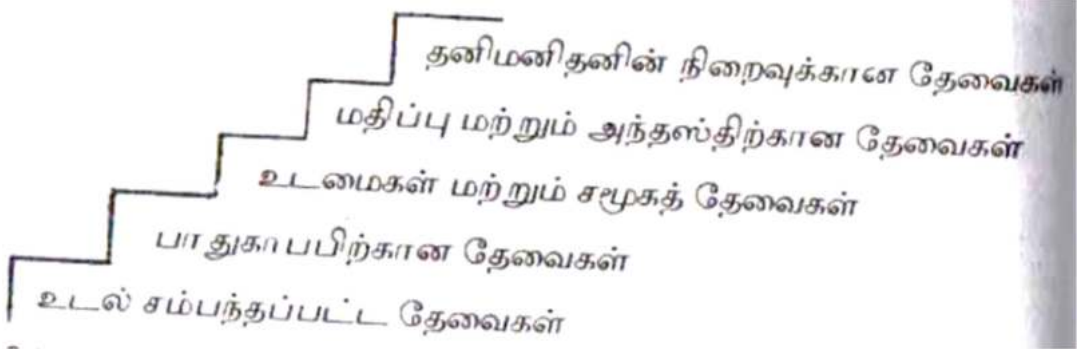 தனிமனிதனின் நிறைவுக்கான தேவைகள்
மதிப்பு மற்றும் அந்தஸ்திற்கான தேவைகள்
உடமைகள் மற்றும் சமூகத் தேவைகள்
பாதுகாபபிற்கான தேவைகள்
உடல் சம்பந்தப்பட்ட தேவைகள்